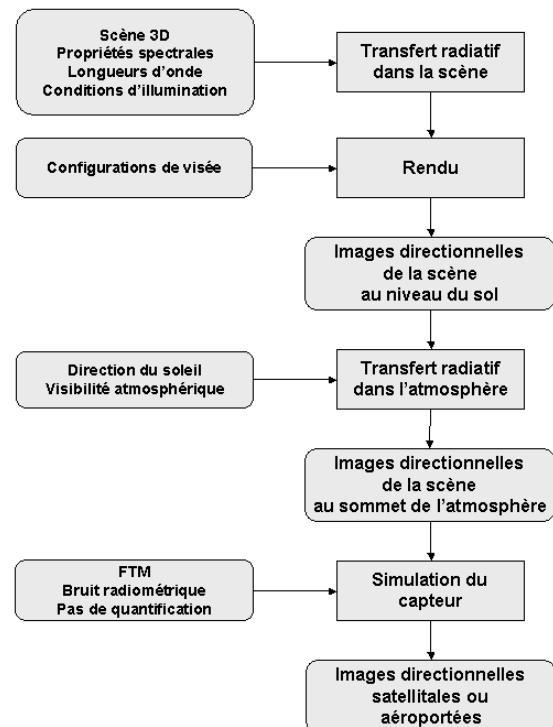 Scène 3D
Propriétés spectrales
Longueurs d'onde
Conditions d'illumination
Transfert radiatif
dans la scène
Configurations de visée
Rendu
Images directionnelles
de la scène
au niveau du sol
Direction du soleil
Visibilité atmosphérique
Transfert radiatif
dans l'atmosphère
Images directionnelles
de la scène
au sommet de l'atmosphère
FTM
Bruit radiométrique
Pas de quantification
Simulation du
capteur
Images directionnelles
satellitales ou
aéroportées